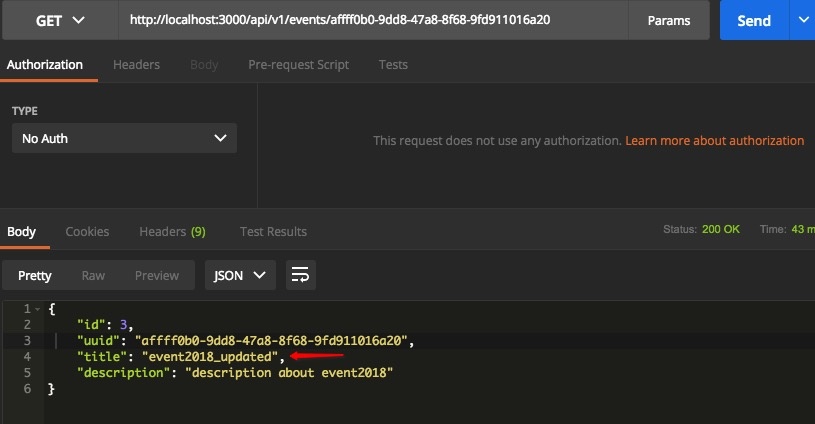 GET http://localhost:3000/api/v1/events/affff0b0-9dd8-47a8-8f68-9fd911016a20 Params Send
Authorization Headers Body Pre-request Script Tests
TYPE
No Auth
This request does not use any authorization. Learn more about authorization
Body Cookies Headers (9) Test Results Status: 200 OK Time: 43 m
Pretty Raw Preview JSON
1 {
2 "id": 3,
3 "uuid": "affff0b0-9dd8-47a8-8f68-9fd911016a20",
4 "title": "event2018_updated",
5 "description": "description about event2018"
6 }